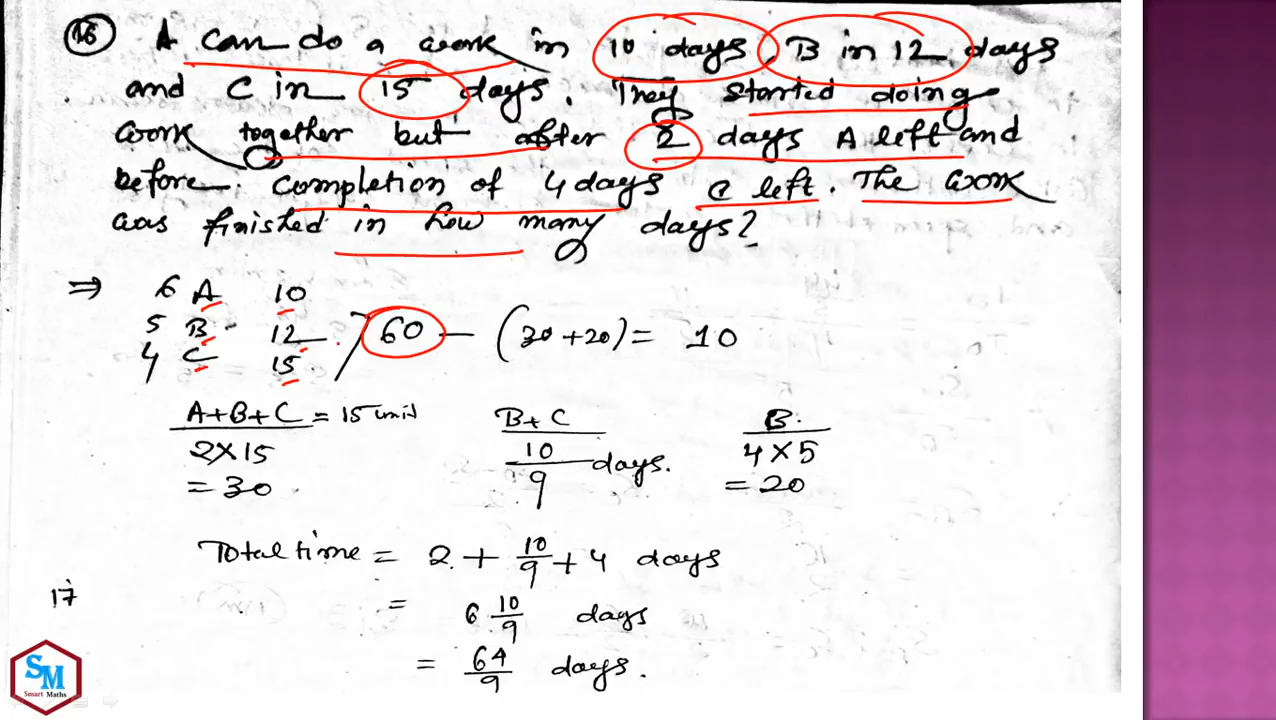 16 A can do a work in 10 days, B in 12 days
and C in 15 days. They started doing
work together but after 2 days A left and
before completion of 4 days C left. The work
was finished in how many days?
⇒ 6 A 10
5 B 12
4 C 15
60 - (30+20) = 10
A+B+C = 15 unit
2×15
= 30
B+C
10/9 days.
B.
4×5
= 20
Total time = 2 + 10/9 + 4 days
= 6 10/9 days
= 64/9 days.
17
SM
Smart Maths